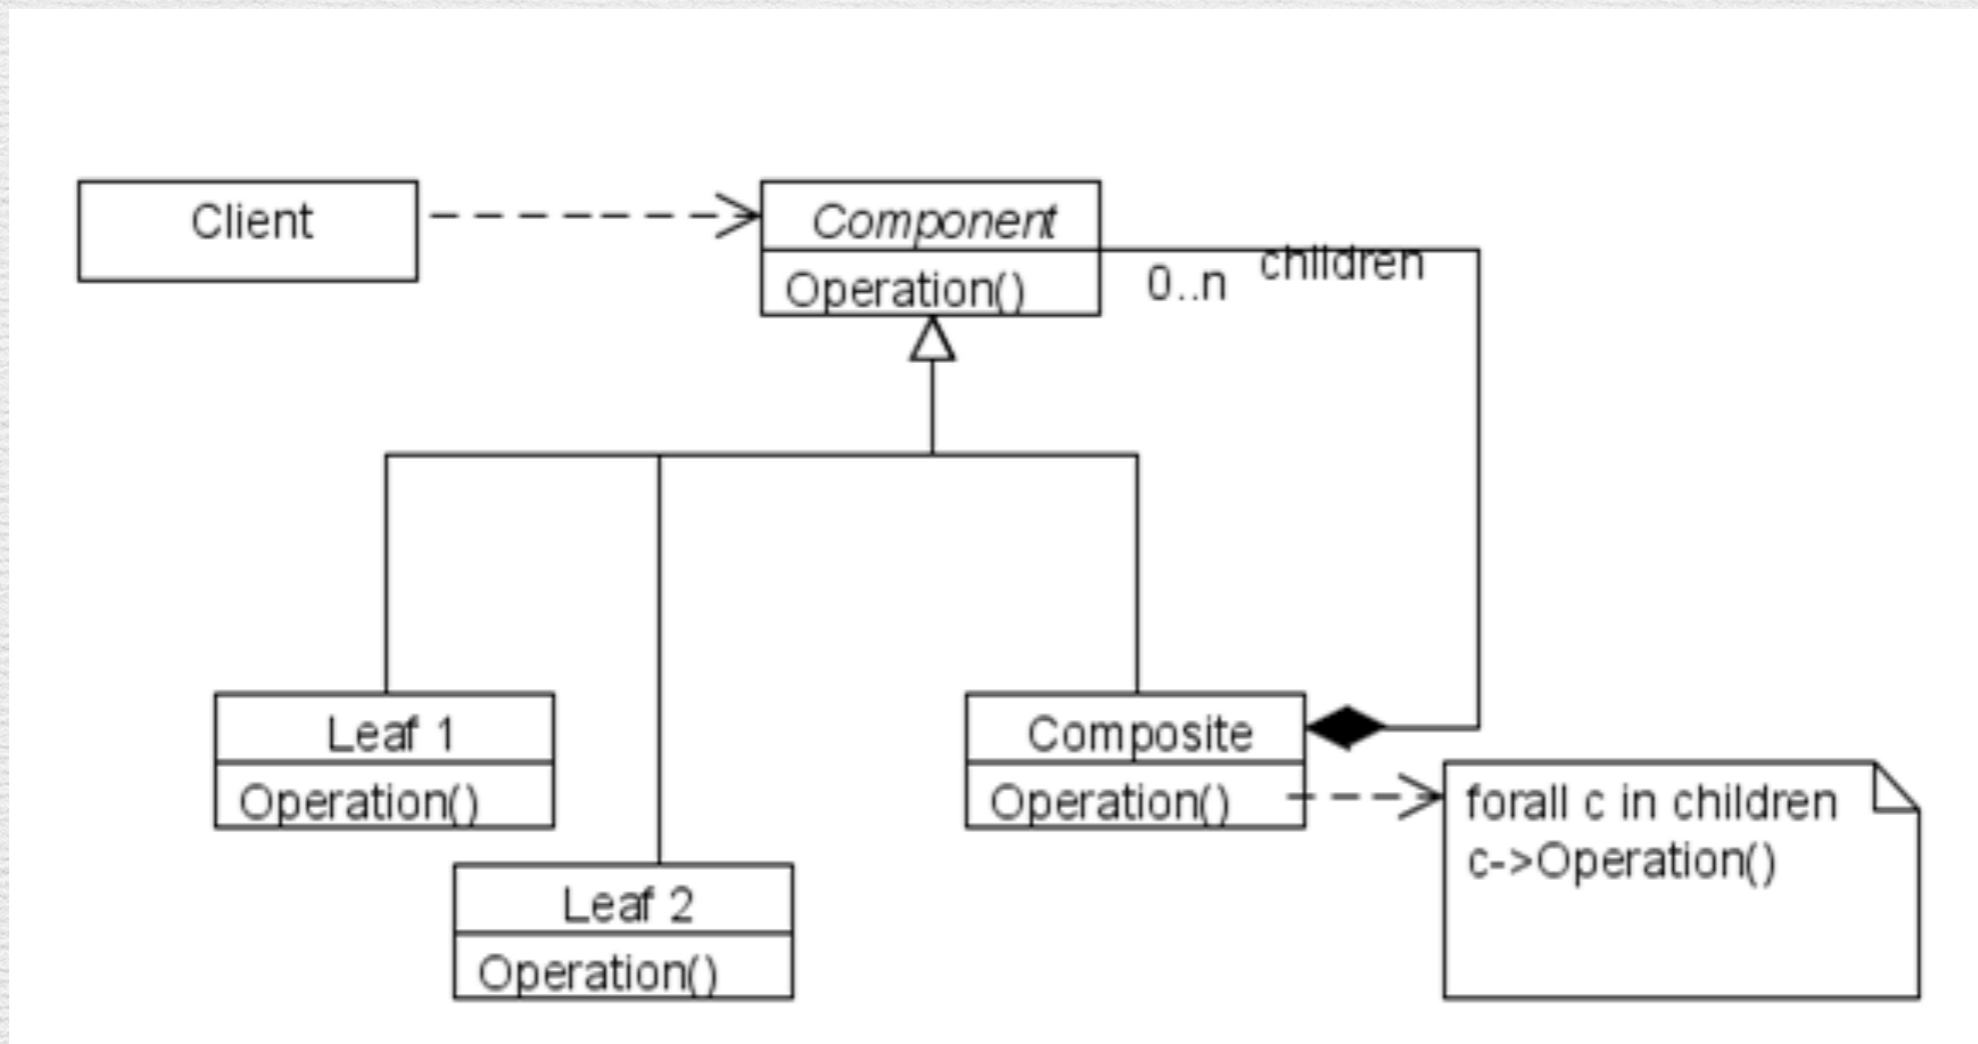 Client
Component
Operation()
0..n
children
Leaf 1
Operation()
Leaf 2
Operation()
Composite
Operation()
forall c in children
c->Operation()